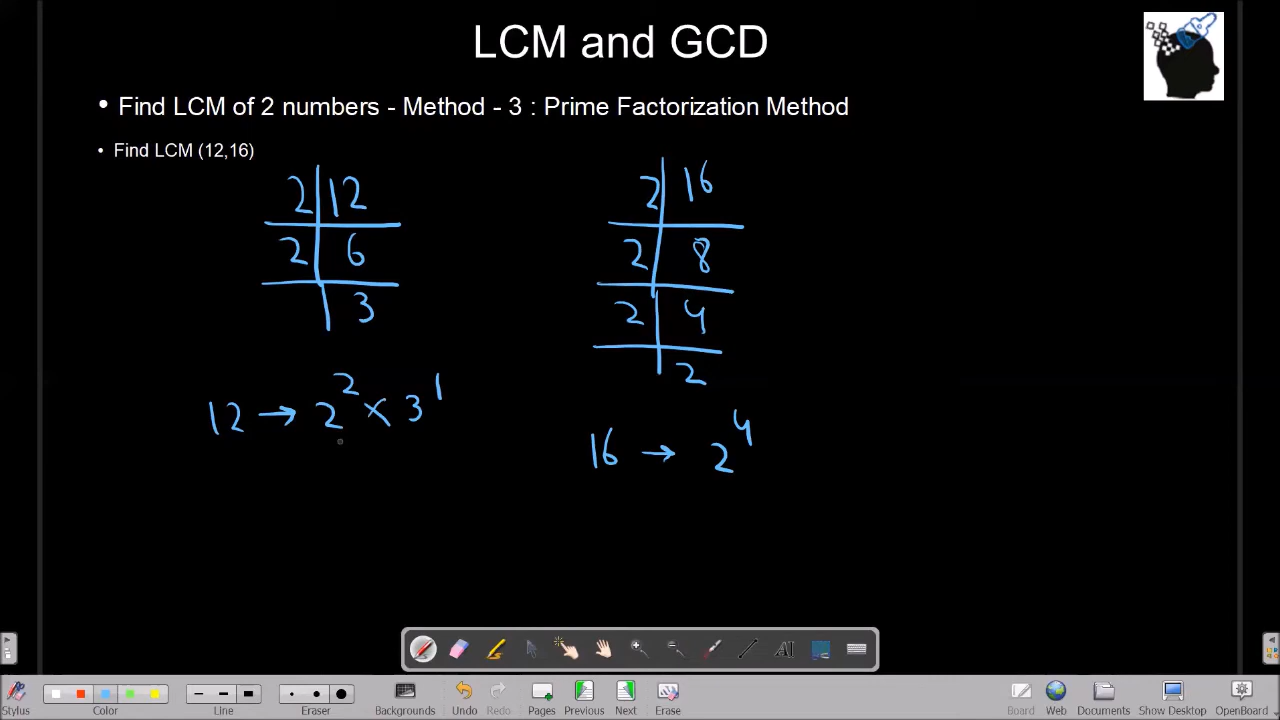 LCM and GCD
• Find LCM of 2 numbers - Method - 3 : Prime Factorization Method
• Find LCM (12,16)
2 | 12
2 | 6
3
12 → 2² × 3¹
2 | 16
2 | 8
2 | 4
2
16 → 2⁴
AI
Stylus
Color
Line
Eraser
Backgrounds
Undo
Redo
Pages
Previous
Next
Erase
Board
Web
Documents
Show Desktop
OpenBoard